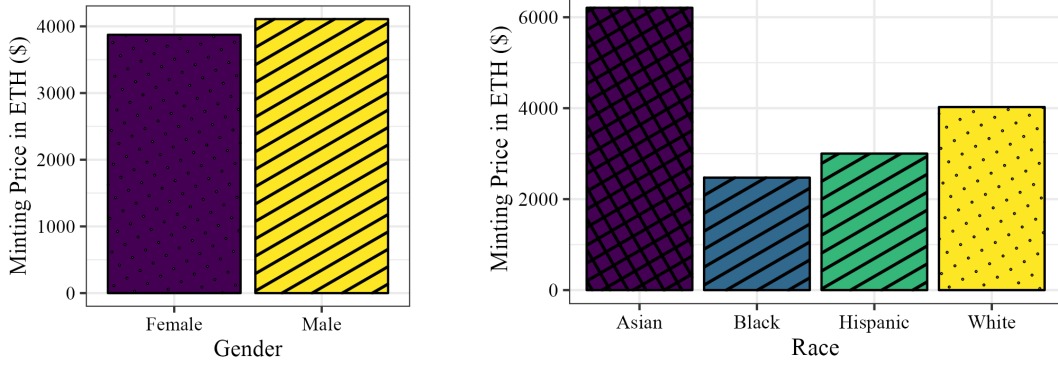 Minting Price in ETH ($)
4000
3000
2000
1000
0
Female Male
Gender
Minting Price in ETH ($)
6000
4000
2000
0
Asian Black Hispanic White
Race